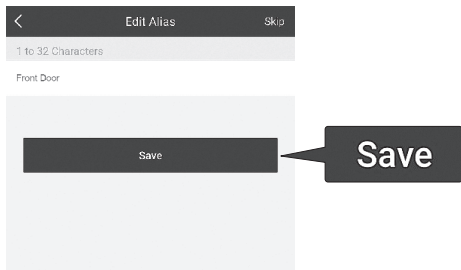 Edit Alias Skip
1 to 32 Characters
Front Door
Save
Save